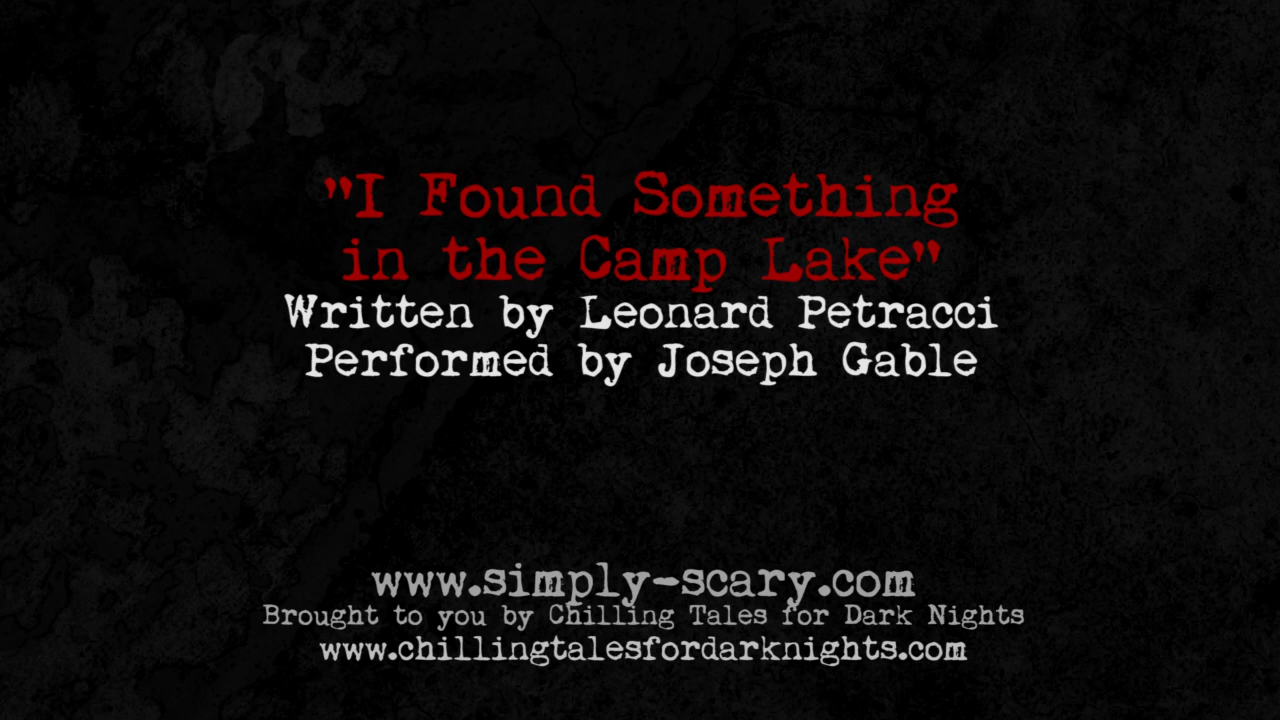 "I Found Something
in the Camp Lake"
Written by Leonard Petracci
Performed by Joseph Gable
www.simply-scary.com
Brought to you by Chilling Tales for Dark Nights
www.chillingtalesfordarknights.com